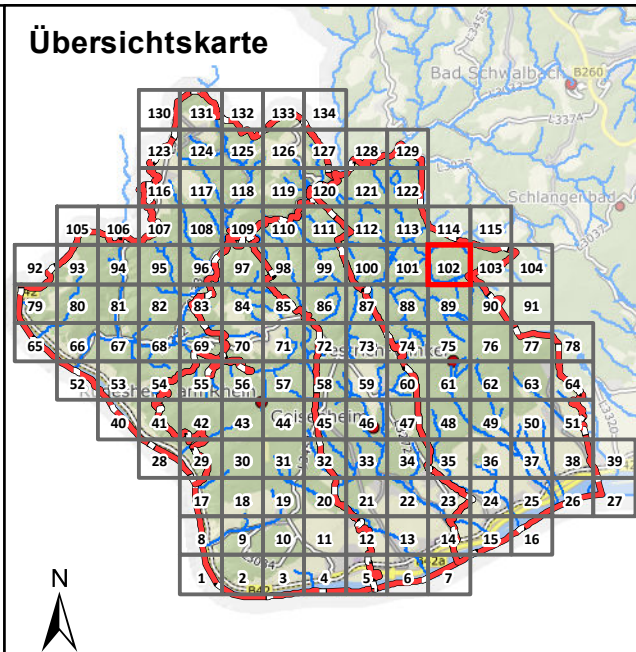 Übersichtskarte
L3455
Bad Schwalbach
B260
L3374
130 131 132 133 134
123 124 125 126 127 128 129
L3035
116 117 118 119 120 121 122
Schlangenbad
105 106 107 108 109 110 111 112 113 114 115
L3037
92 93 94 95 96 97 98 99 100 101 102 103 104
B42
79 80 81 82 83 84 85 86 87 88 89 90 91
65 66 67 68 69 70 71 72 73 74 75 76 77 78
52 53 54 55 56 57 58 59 60 61 62 63 64
Geisenheim
L3320
40 41 42 43 44 45 46 47 48 49 50 51
28 29 30 31 32 33 34 35 36 37 38 39
17 18 19 20 21 22 23 24 25 26 27
8 9 10 11 12 13 14 15 16
L3034
B42a
1 2 3 4 5 6 7
B42
N